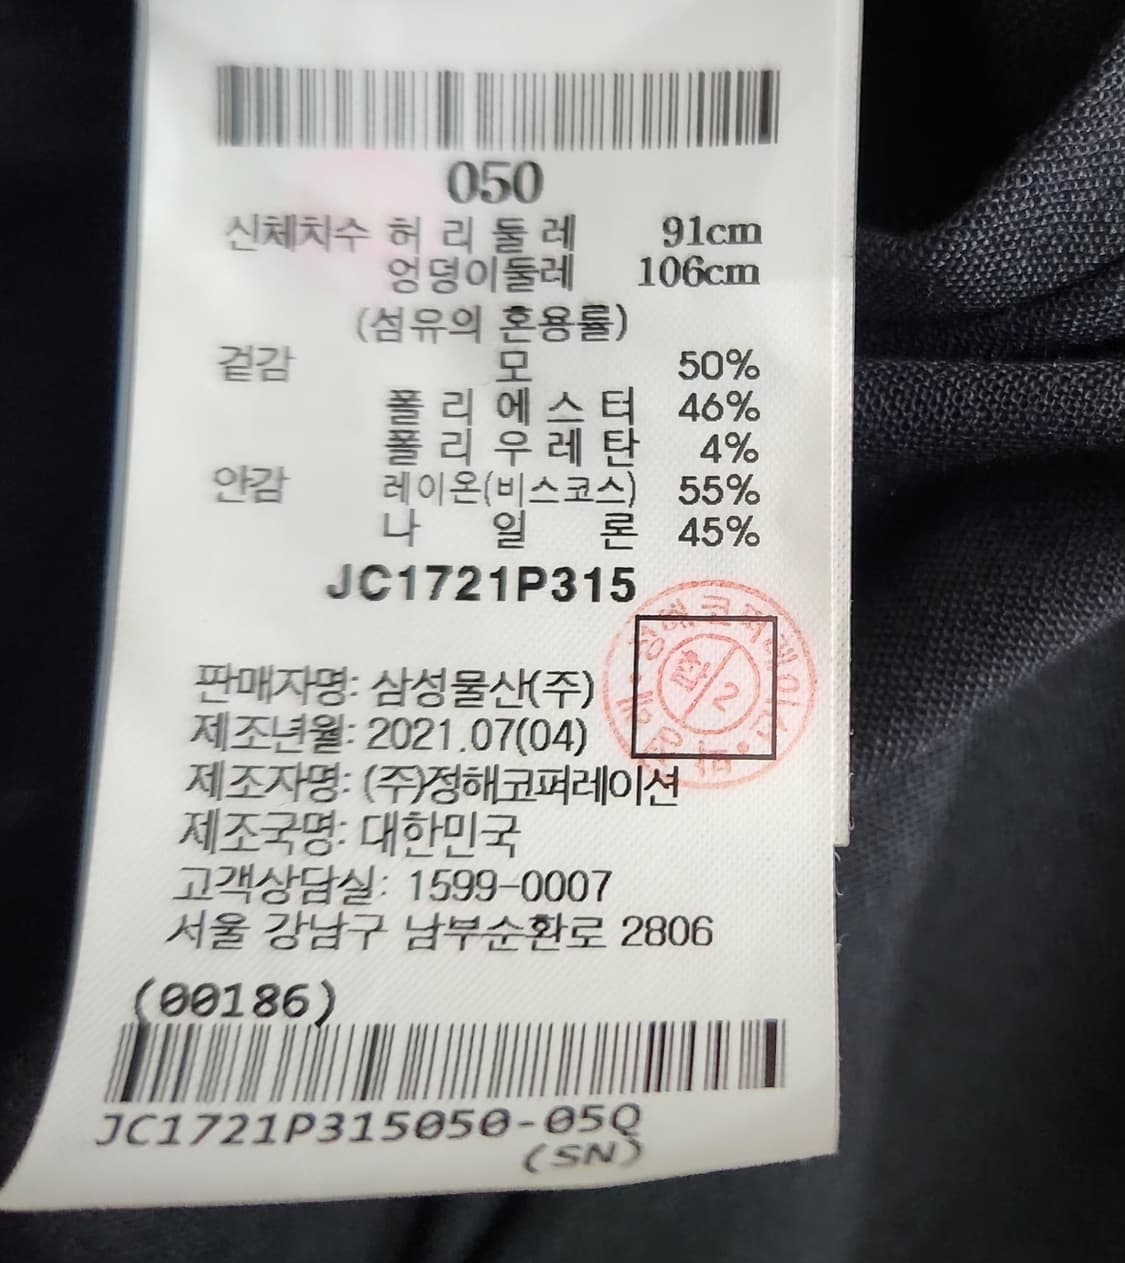 050
신체치수 허리둘레 91cm
엉덩이둘레 106cm
(섬유의 혼용률)
겉감 모 50%
폴리에스터 46%
폴리우레탄 4%
안감 레이온(비스코스) 55%
나일론 45%
JC1721P315
합/2
판매자명: 삼성물산(주)
제조년월: 2021.07(04)
제조자명: (주)정해코퍼레이션
제조국명: 대한민국
고객상담실: 1599-0007
서울 강남구 남부순환로 2806
(00186)
JC1721P315050-05Q
(SN)